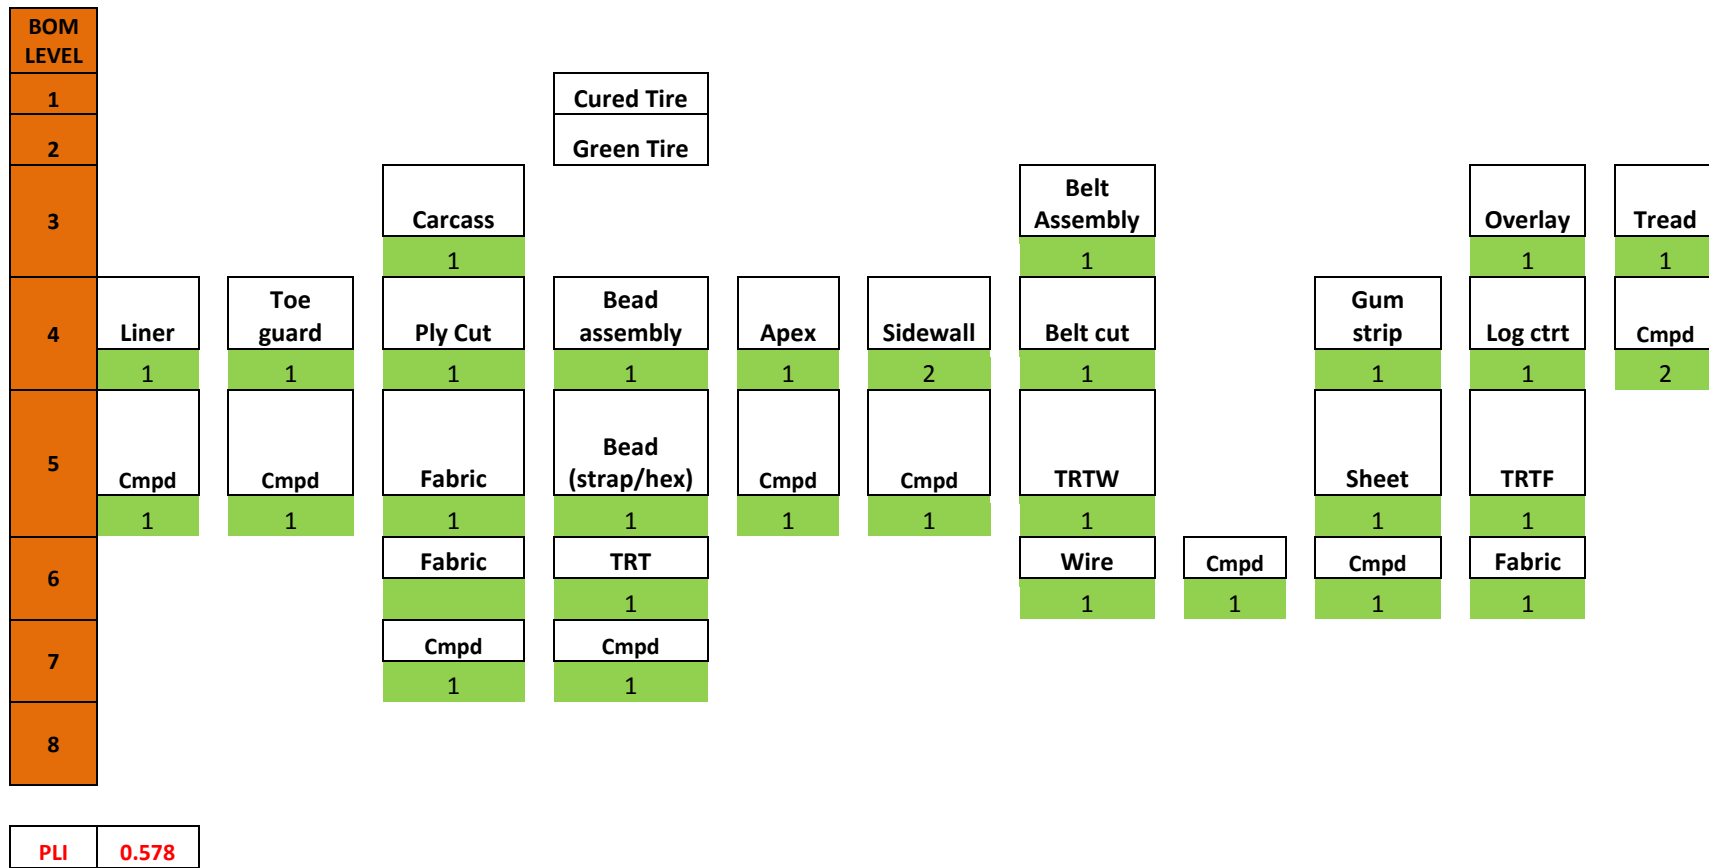 BOM
LEVEL
1
Cured Tire
2
Green Tire
3
Carcass
Belt
Assembly
Overlay
Tread
1
1
1
1
4
Liner
Toe
guard
Ply Cut
Bead
assembly
Apex
Sidewall
Belt cut
Gum
strip
Log ctrt
Cmpd
1
1
1
1
1
2
1
1
1
2
5
Cmpd
Cmpd
Fabric
Bead
(strap/hex)
Cmpd
Cmpd
TRTW
Sheet
TRTF
1
1
1
1
1
1
1
1
1
6
Fabric
TRT
Wire
Cmpd
Cmpd
Fabric
1
1
1
1
1
7
Cmpd
Cmpd
1
1
8
PLI 0.578